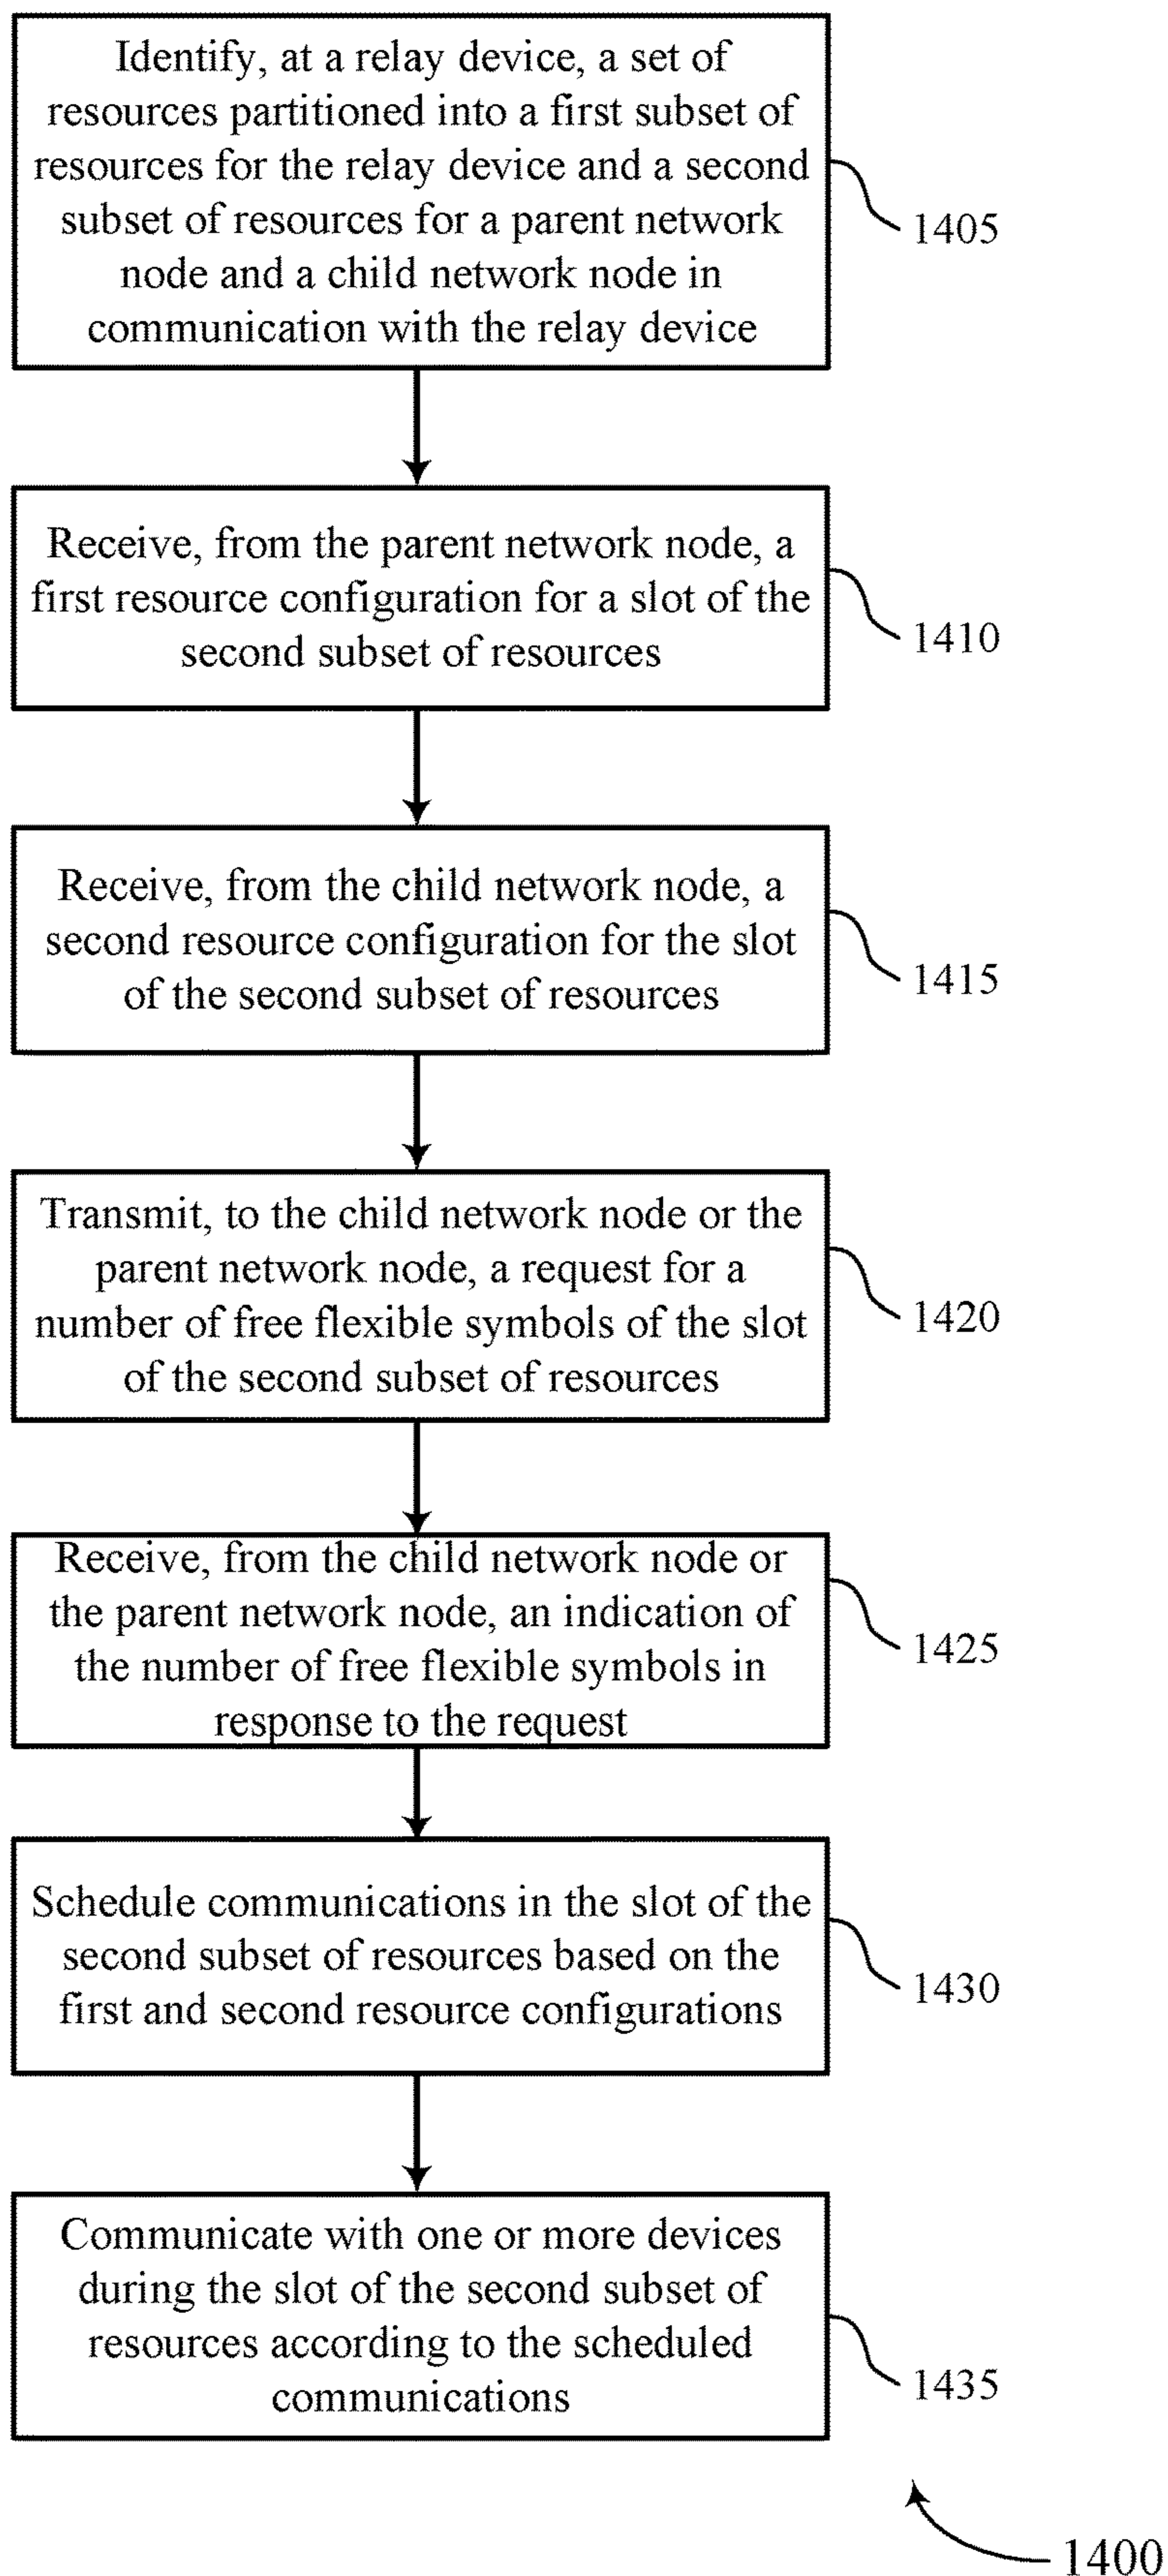 Identify, at a relay device, a set of
resources partitioned into a first subset of
resources for the relay device and a second
subset of resources for a parent network
node and a child network node in
communication with the relay device
1405
Receive, from the parent network node, a
first resource configuration for a slot of the
second subset of resources
1410
Receive, from the child network node, a
second resource configuration for the slot
of the second subset of resources
1415
Transmit, to the child network node or the
parent network node, a request for a
number of free flexible symbols of the slot
of the second subset of resources
1420
Receive, from the child network node or
the parent network node, an indication of
the number of free flexible symbols in
response to the request
1425
Schedule communications in the slot of the
second subset of resources based on the
first and second resource configurations
1430
Communicate with one or more devices
during the slot of the second subset of
resources according to the scheduled
communications
1435
1400